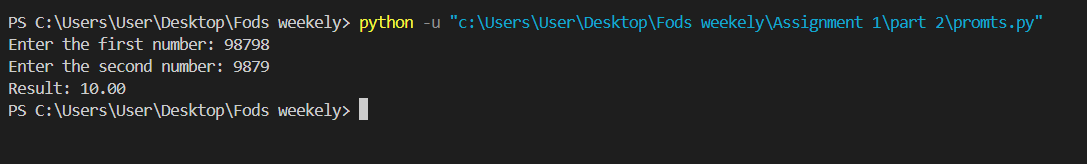 PS C:\Users\User\Desktop\Fods weekely> python -u "c:\Users\User\Desktop\Fods weekely\Assignment 1\part 2\promts.py"
Enter the first number: 98798
Enter the second number: 9879
Result: 10.00
PS C:\Users\User\Desktop\Fods weekely>